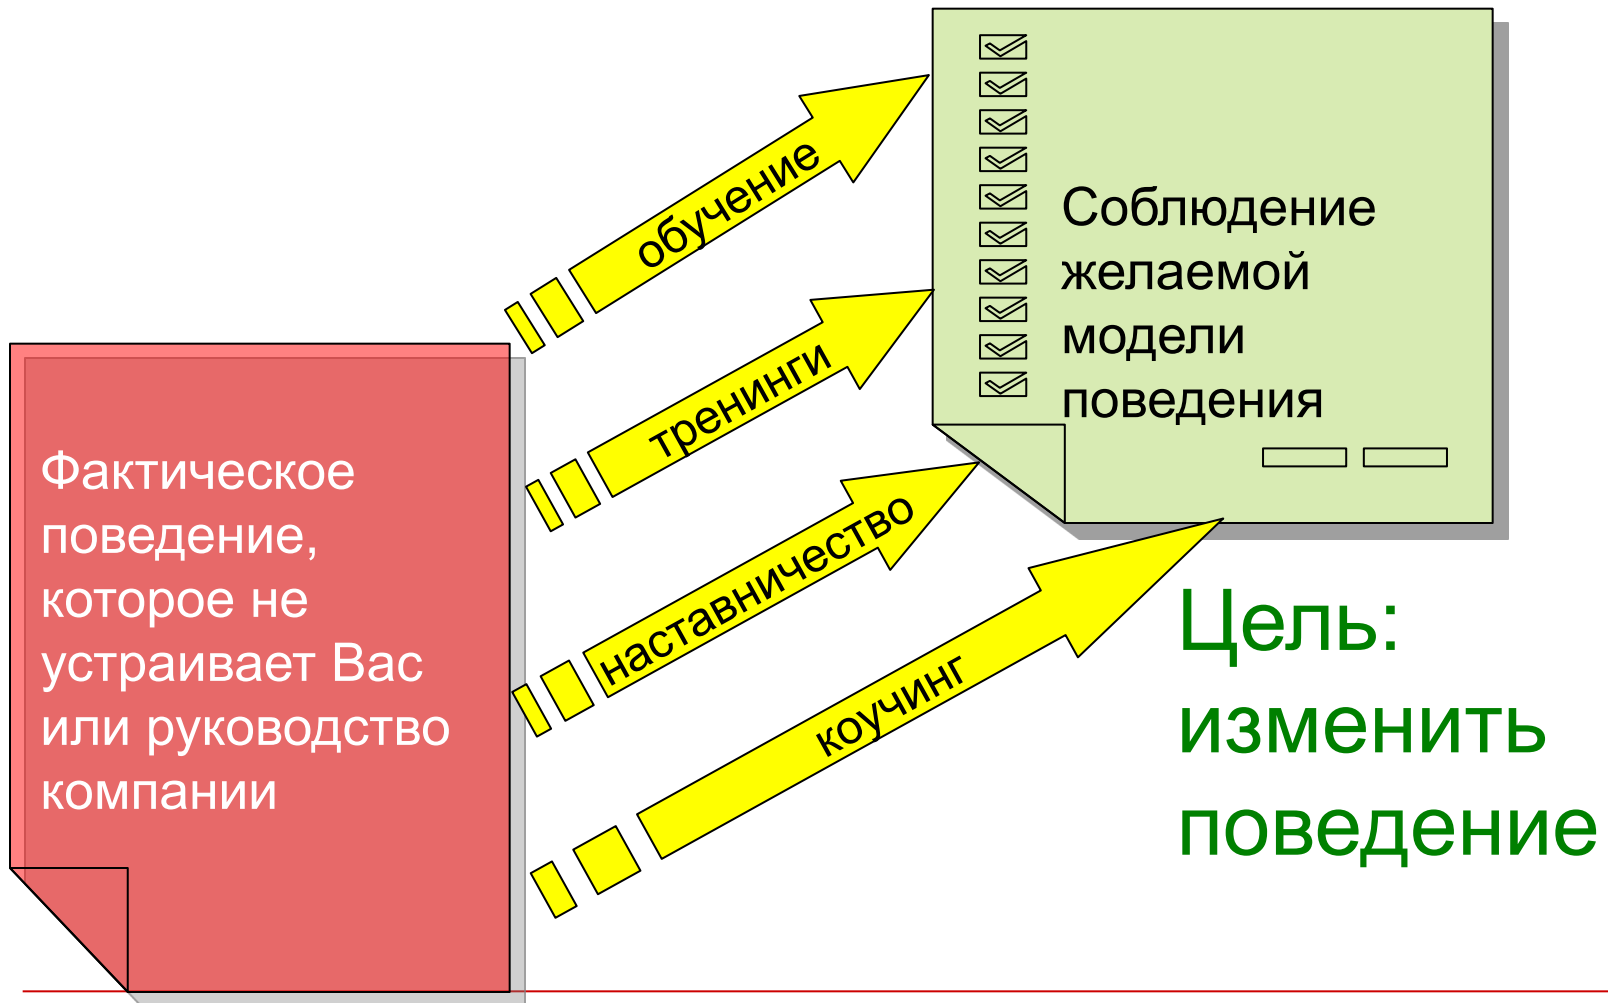 обучение
Соблюдение
желаемой
модели
поведения
тренинги
Фактическое
поведение,
которое не
устраивает Вас
или руководство
компании
наставничество
коучинг
Цель:
изменить
поведение